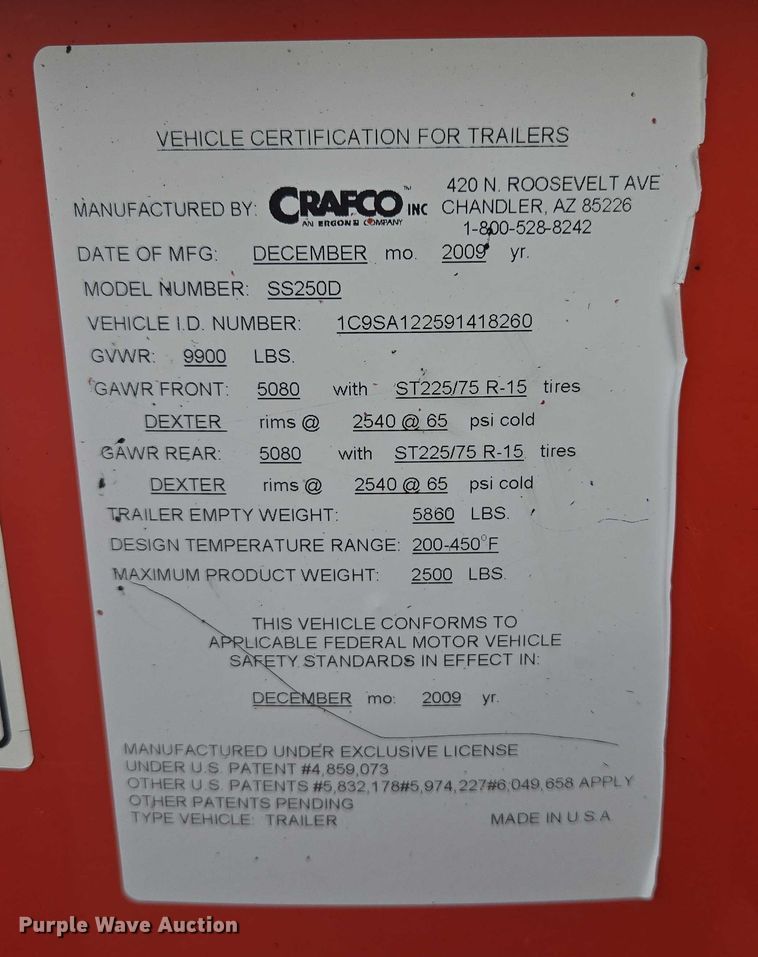 VEHICLE CERTIFICATION FOR TRAILERS
MANUFACTURED BY: CRAFCO™ INC 420 N. ROOSEVELT AVE
AN ERGON COMPANY CHANDLER, AZ 85226
1-800-528-8242
DATE OF MFG: DECEMBER mo. 2009 yr.
MODEL NUMBER: SS250D
VEHICLE I.D. NUMBER: 1C9SA122591418260
GVWR: 9900 LBS.
GAWR FRONT: 5080 with ST225/75 R-15 tires
DEXTER rims @ 2540 @ 65 psi cold
GAWR REAR: 5080 with ST225/75 R-15 tires
DEXTER rims @ 2540 @ 65 psi cold
TRAILER EMPTY WEIGHT: 5860 LBS.
DESIGN TEMPERATURE RANGE: 200-450°F
MAXIMUM PRODUCT WEIGHT: 2500 LBS.
THIS VEHICLE CONFORMS TO
APPLICABLE FEDERAL MOTOR VEHICLE
SAFETY STANDARDS IN EFFECT IN:
DECEMBER mo. 2009 yr.
MANUFACTURED UNDER EXCLUSIVE LICENSE
UNDER U.S. PATENT #4,859,073
OTHER U.S. PATENTS #5,832,178#5,974,227#6,049,658 APPLY
OTHER PATENTS PENDING
TYPE VEHICLE: TRAILER MADE IN U.S.A
Purple Wave Auction